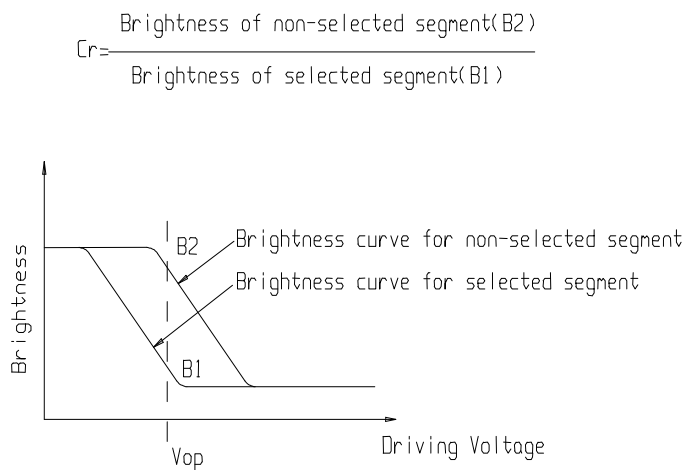 Brightness of non-selected segment(B2)
Cr=
Brightness of selected segment(B1)
B2
Brightness curve for non-selected segment
Brightness curve for selected segment
Brightness
B1
Vop
Driving Voltage